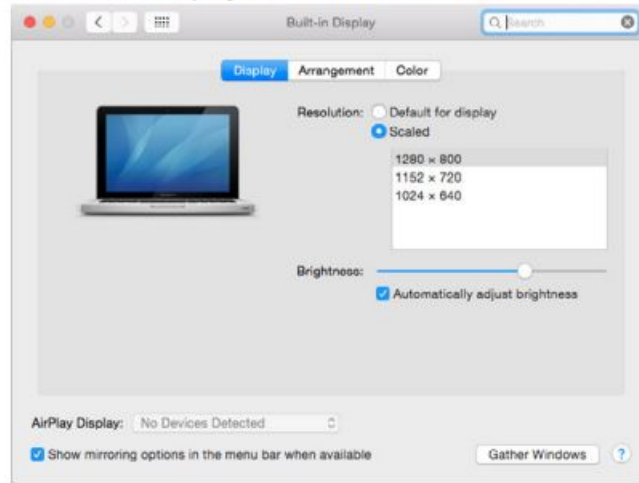 Built-in Display
Search
Display Arrangement Color
Resolution: Default for display
Scaled
1280 × 800
1152 × 720
1024 × 640
Brightness:
Automatically adjust brightness
AirPlay Display: No Devices Detected
Show mirroring options in the menu bar when available
Gather Windows ?